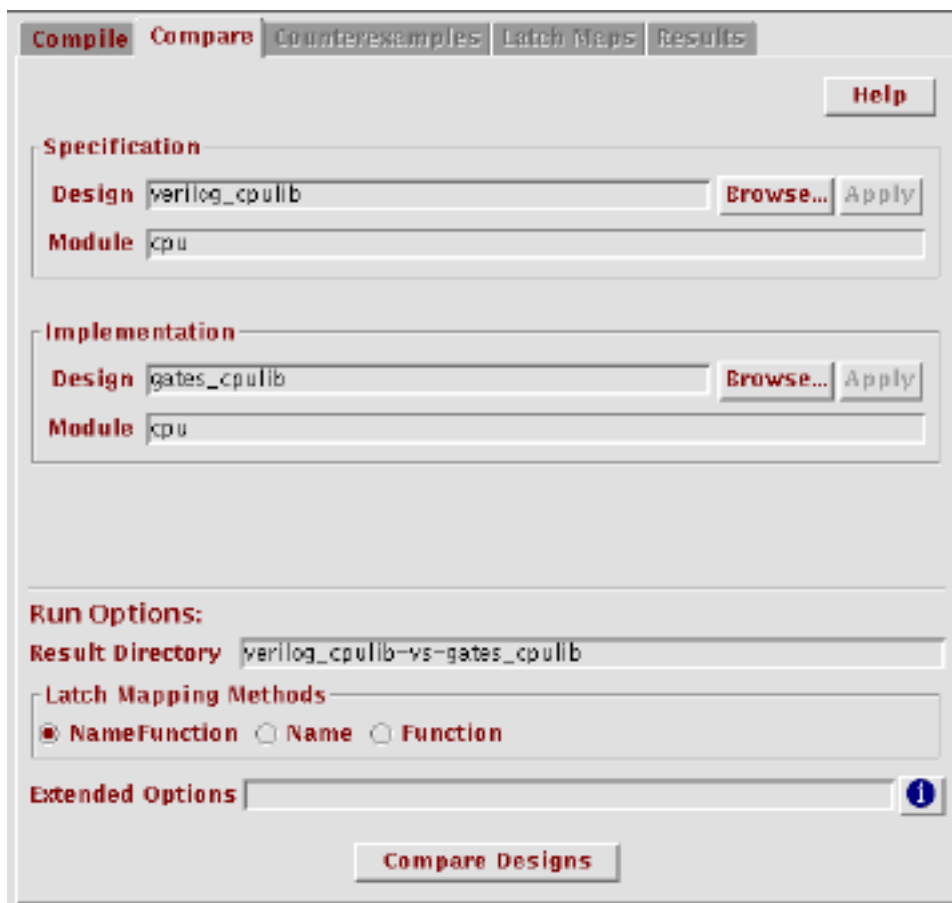 Compile Compare Counterexamples Latch Maps Results
Help
Specification
Design verilog_cpulib Browse... Apply
Module cpu
Implementation
Design gates_cpulib Browse... Apply
Module cpu
Run Options:
Result Directory verilog_cpulib-vs-gates_cpulib
Latch Mapping Methods
NameFunction Name Function
Extended Options i
Compare Designs